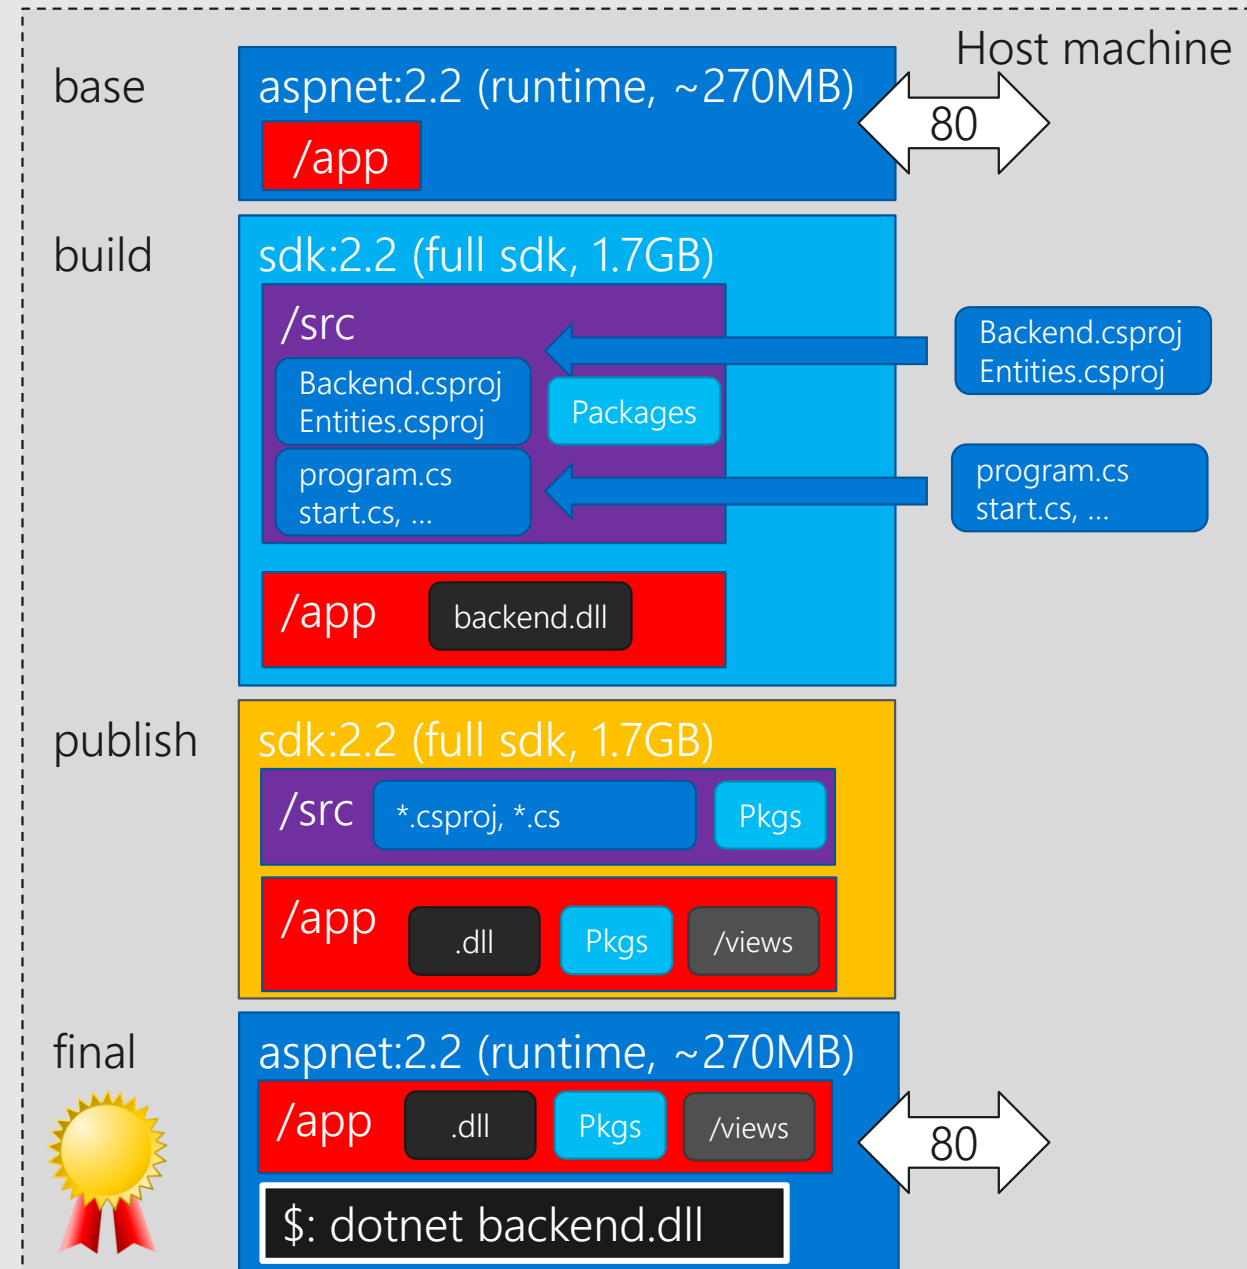 Host machine
base
aspnet:2.2 (runtime, ~270MB)
80
/app
build
sdk:2.2 (full sdk, 1.7GB)
/src
Backend.csproj
Entities.csproj
Packages
program.cs
start.cs, ...
Backend.csproj
Entities.csproj
program.cs
start.cs, ...
/app
backend.dll
publish
sdk:2.2 (full sdk, 1.7GB)
/src
*.csproj, *.cs
Pkgs
/app
.dll
Pkgs
/views
final
aspnet:2.2 (runtime, ~270MB)
/app
.dll
Pkgs
/views
80
$: dotnet backend.dll